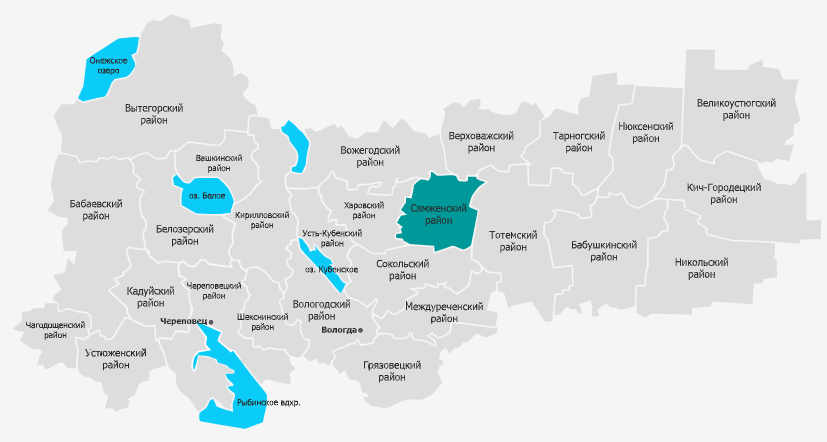 Онежское
озеро
Вытегорский
район
Великоустюгский
район
Нюксенский
район
Тарногский
район
Верховажский
район
Вожегодский
район
Вашкинский
район
оз. Белое
Кич-Городецкий
район
Бабаевский
район
Харовский
район
Сямженский
район
Кирилловский
район
Белозерский
район
Усть-Кубенский
район
Тотемский
район
Бабушкинский
район
Никольский
район
Сокольский
район
оз. Кубенское
Кадуйский
район
Череповецкий
район
Вологодский
район
Междуреченский
район
Шекснинский
район
Череповец
Вологда
Чагодощенский
район
Устюженский
район
Грязовецкий
район
Рыбинское вдхр.